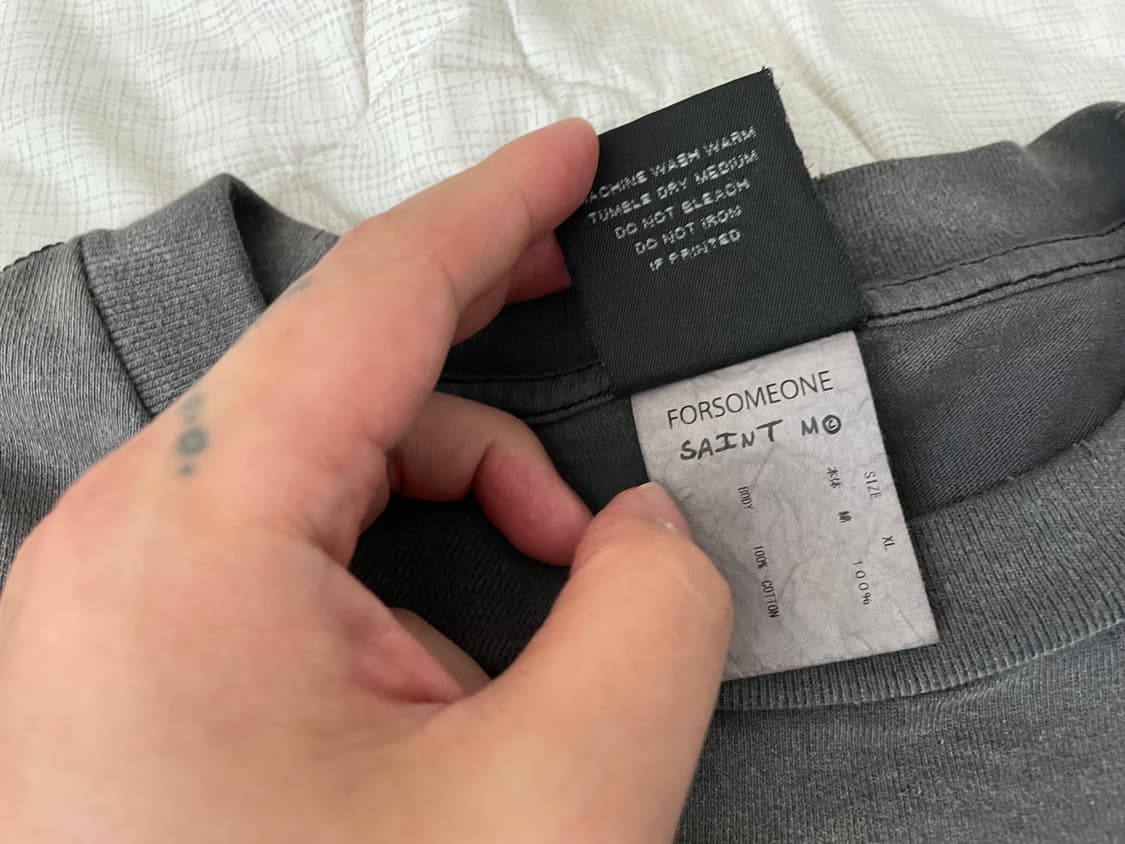 MACHINE WASH WARM
TUMBLE DRY MEDIUM
DO NOT BLEACH
DO NOT IRON
IF PRINTED
FORSOMEONE
SAINT M©
SIZE XL
本体 綿 100%
BODY 100% COTTON